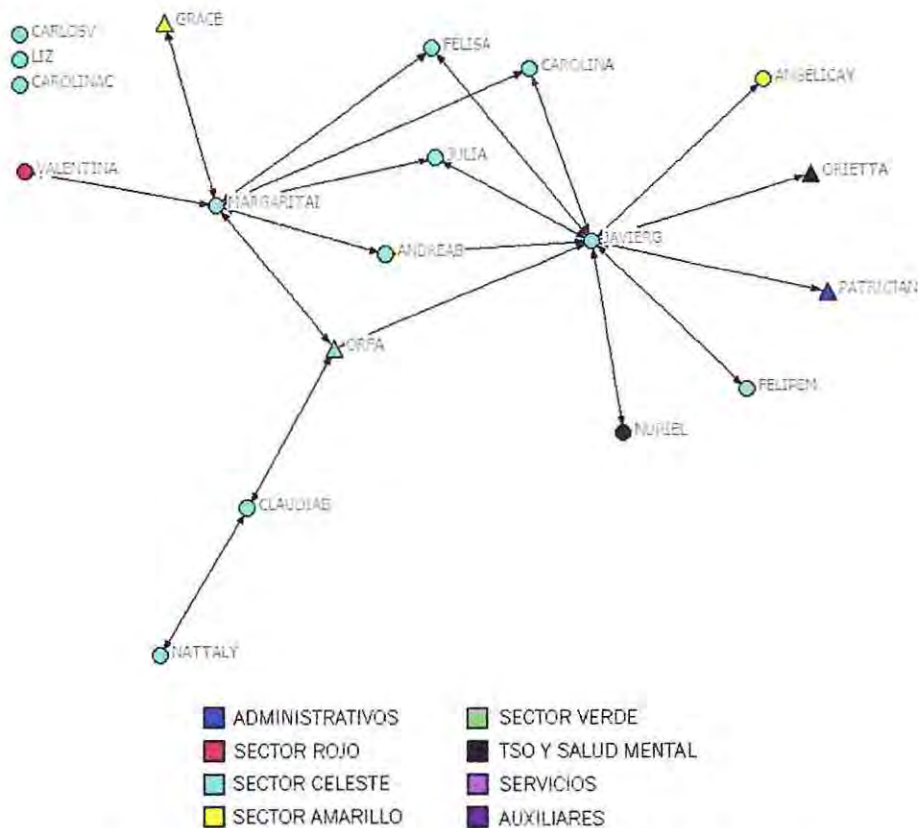 CARLOSV
LIZ
CAROLINAC
GRACE
FELISA
CAROLINA
ANGELICAY
VALENTINA
JULIA
ORIETTA
MARGARITAI
ANDREAB
JAVIERG
PATRICIAN
ORFA
FELIPEM
NURIEL
CLAUDIAB
NATTALY
ADMINISTRATIVOS
SECTOR VERDE
SECTOR ROJO
TSO Y SALUD MENTAL
SECTOR CELESTE
SERVICIOS
SECTOR AMARILLO
AUXILIARES